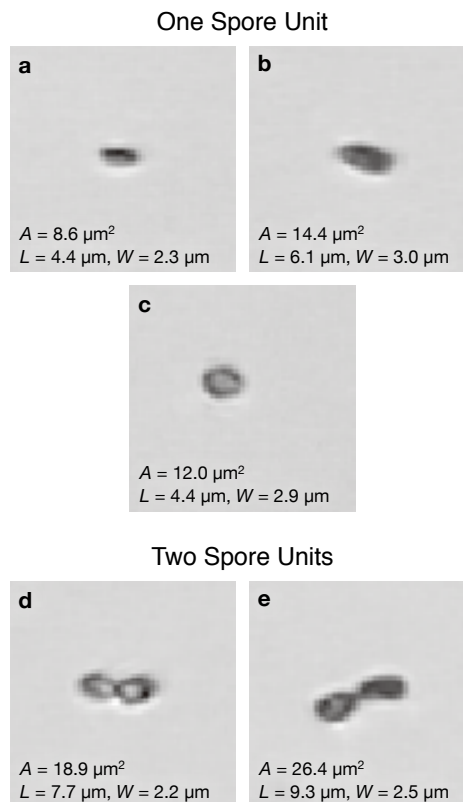 One Spore Unit
a
b
A = 8.6 µm²
L = 4.4 µm, W = 2.3 µm
A = 14.4 µm²
L = 6.1 µm, W = 3.0 µm
c
A = 12.0 µm²
L = 4.4 µm, W = 2.9 µm
Two Spore Units
d
e
A = 18.9 µm²
L = 7.7 µm, W = 2.2 µm
A = 26.4 µm²
L = 9.3 µm, W = 2.5 µm